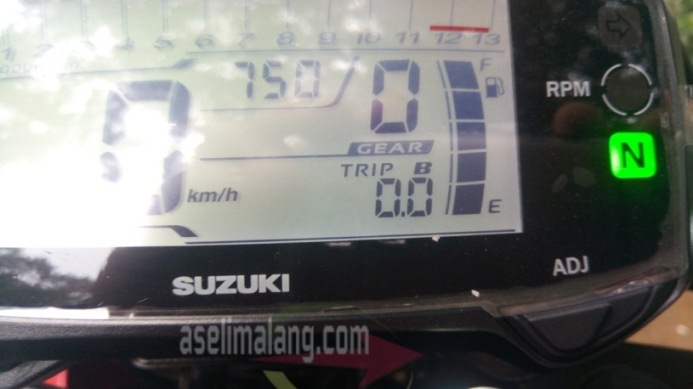 1 2 3 4 5 6 7 8 9 10 11 12 13
750 0 F
RPM
GEAR
N
0 km/h
TRIP B
0.0 E
ADJ
SUZUKI
aselimalang.com